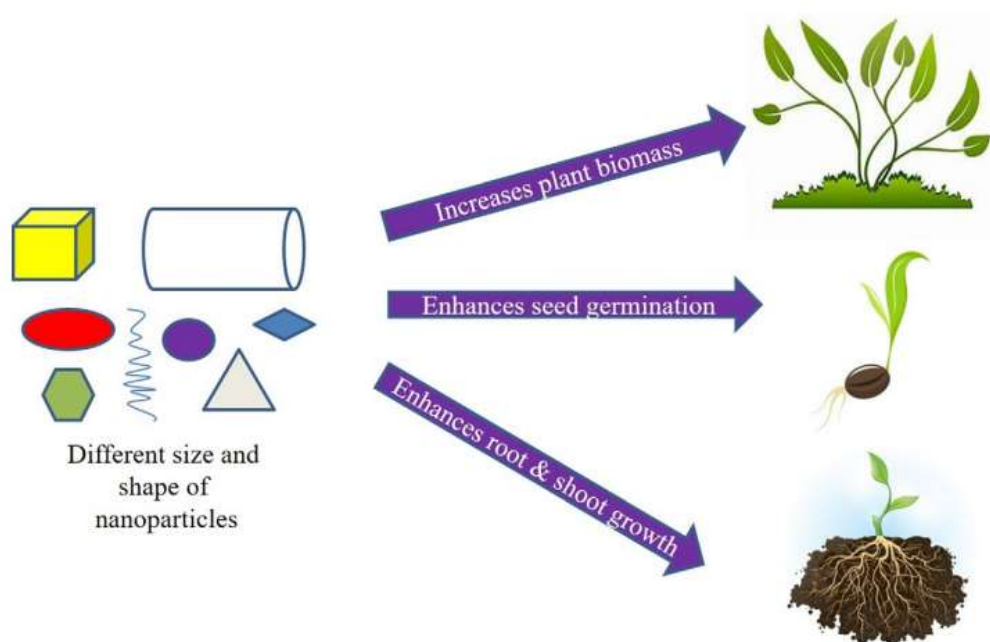 Increases plant biomass
Enhances seed germination
Enhances root & shoot growth
Different size and
shape of
nanoparticles